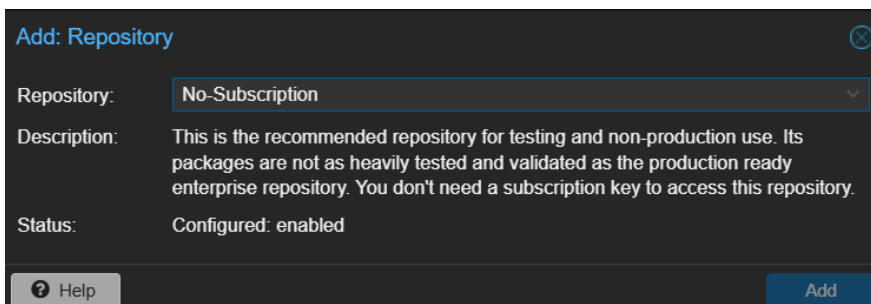 Add: Repository
Repository: No-Subscription
Description: This is the recommended repository for testing and non-production use. Its
packages are not as heavily tested and validated as the production ready
enterprise repository. You don't need a subscription key to access this repository.
Status: Configured: enabled
Help Add